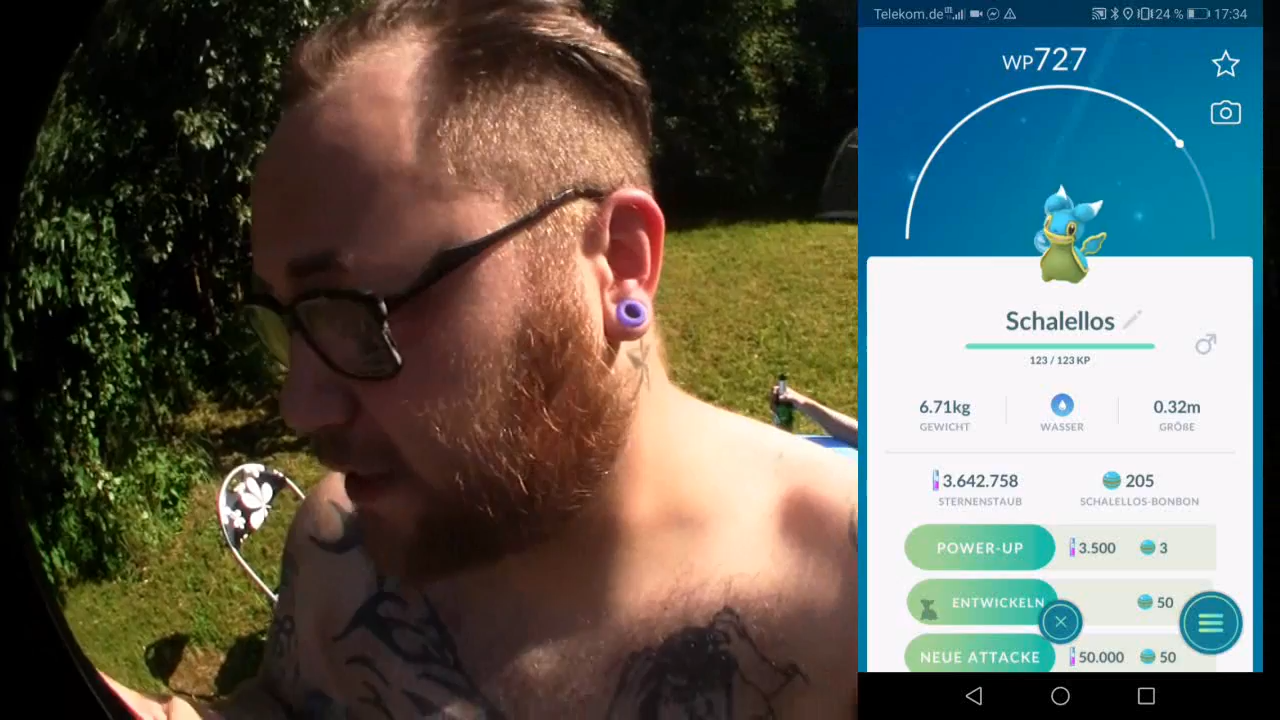 Telekom.de 24 % 17:34
WP727
Schalellos
123 / 123 KP
6.71kg 0.32m
GEWICHT WASSER GRÖßE
3.642.758 205
STERNENSTAUB SCHALELLOS-BONBON
POWER-UP 3.500 3
ENTWICKELN 50
NEUE ATTACKE 50.000 50